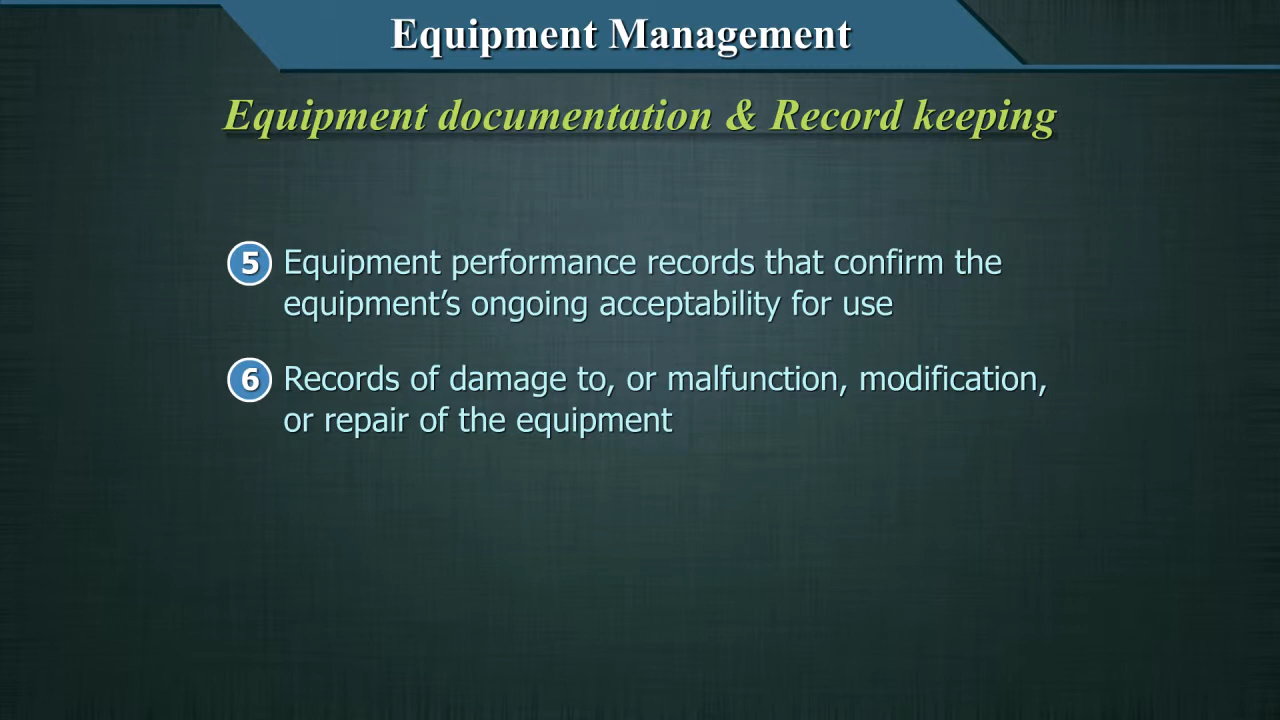 Equipment Management
Equipment documentation & Record keeping
5 Equipment performance records that confirm the
equipment’s ongoing acceptability for use
6 Records of damage to, or malfunction, modification,
or repair of the equipment